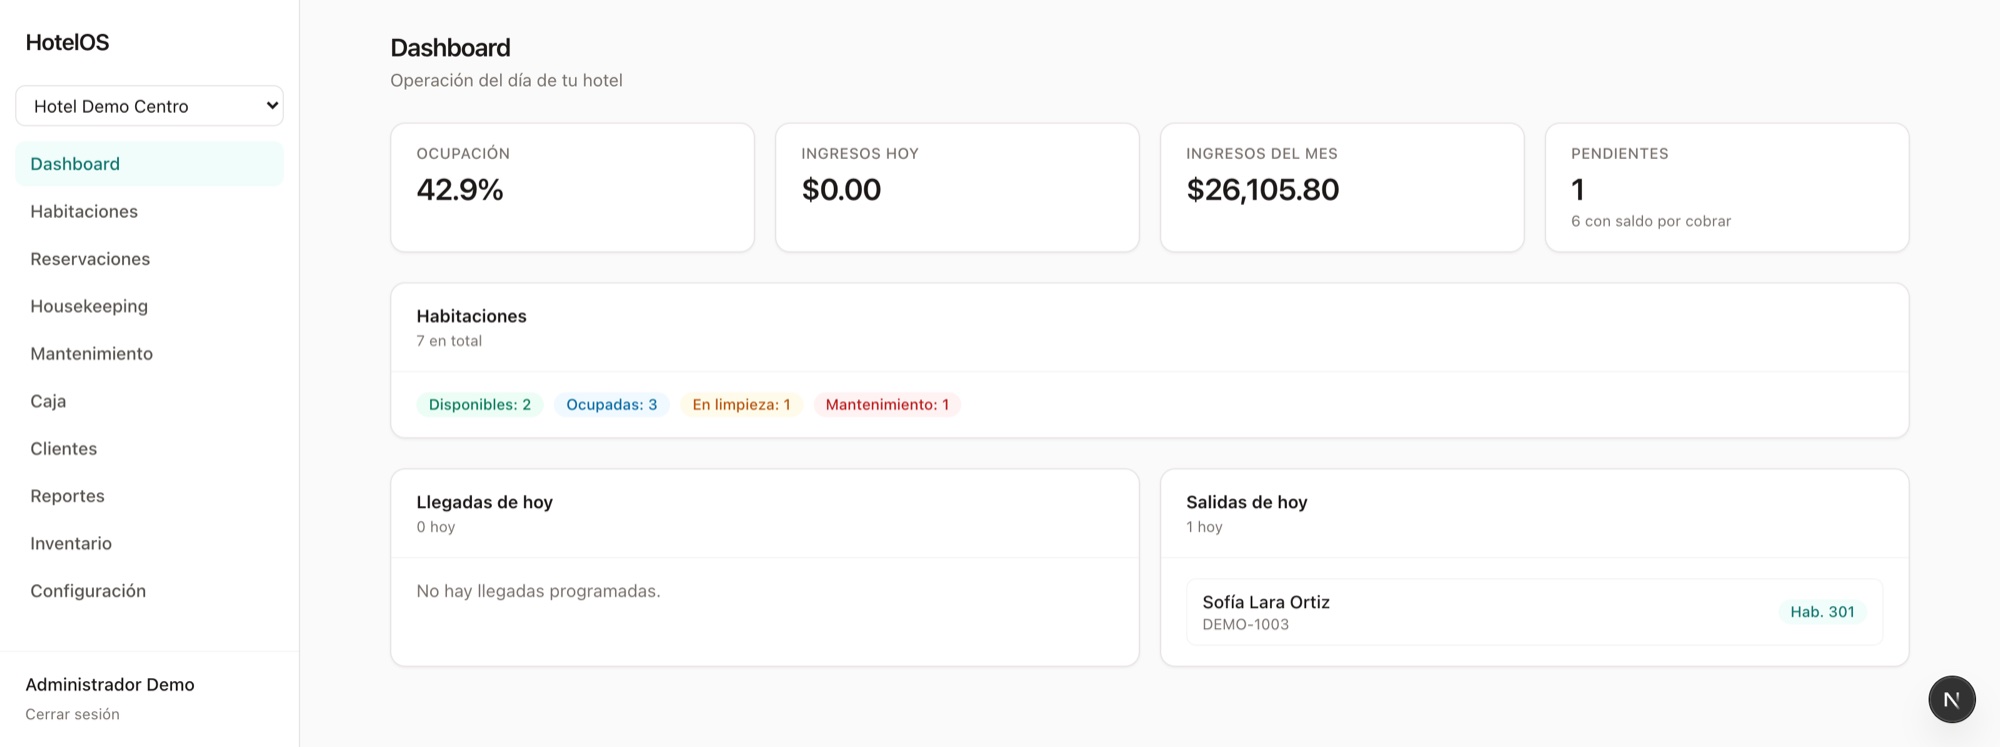 HotelOS
Hotel Demo Centro
Dashboard
Habitaciones
Reservaciones
Housekeeping
Mantenimiento
Caja
Clientes
Reportes
Inventario
Configuración
Administrador Demo
Cerrar sesión
Dashboard
Operación del día de tu hotel
OCUPACIÓN
42.9%
INGRESOS HOY
$0.00
INGRESOS DEL MES
$26,105.80
PENDIENTES
1
6 con saldo por cobrar
Habitaciones
7 en total
Disponibles: 2 Ocupadas: 3 En limpieza: 1 Mantenimiento: 1
Llegadas de hoy
0 hoy
No hay llegadas programadas.
Salidas de hoy
1 hoy
Sofía Lara Ortiz
DEMO-1003
Hab. 301
N